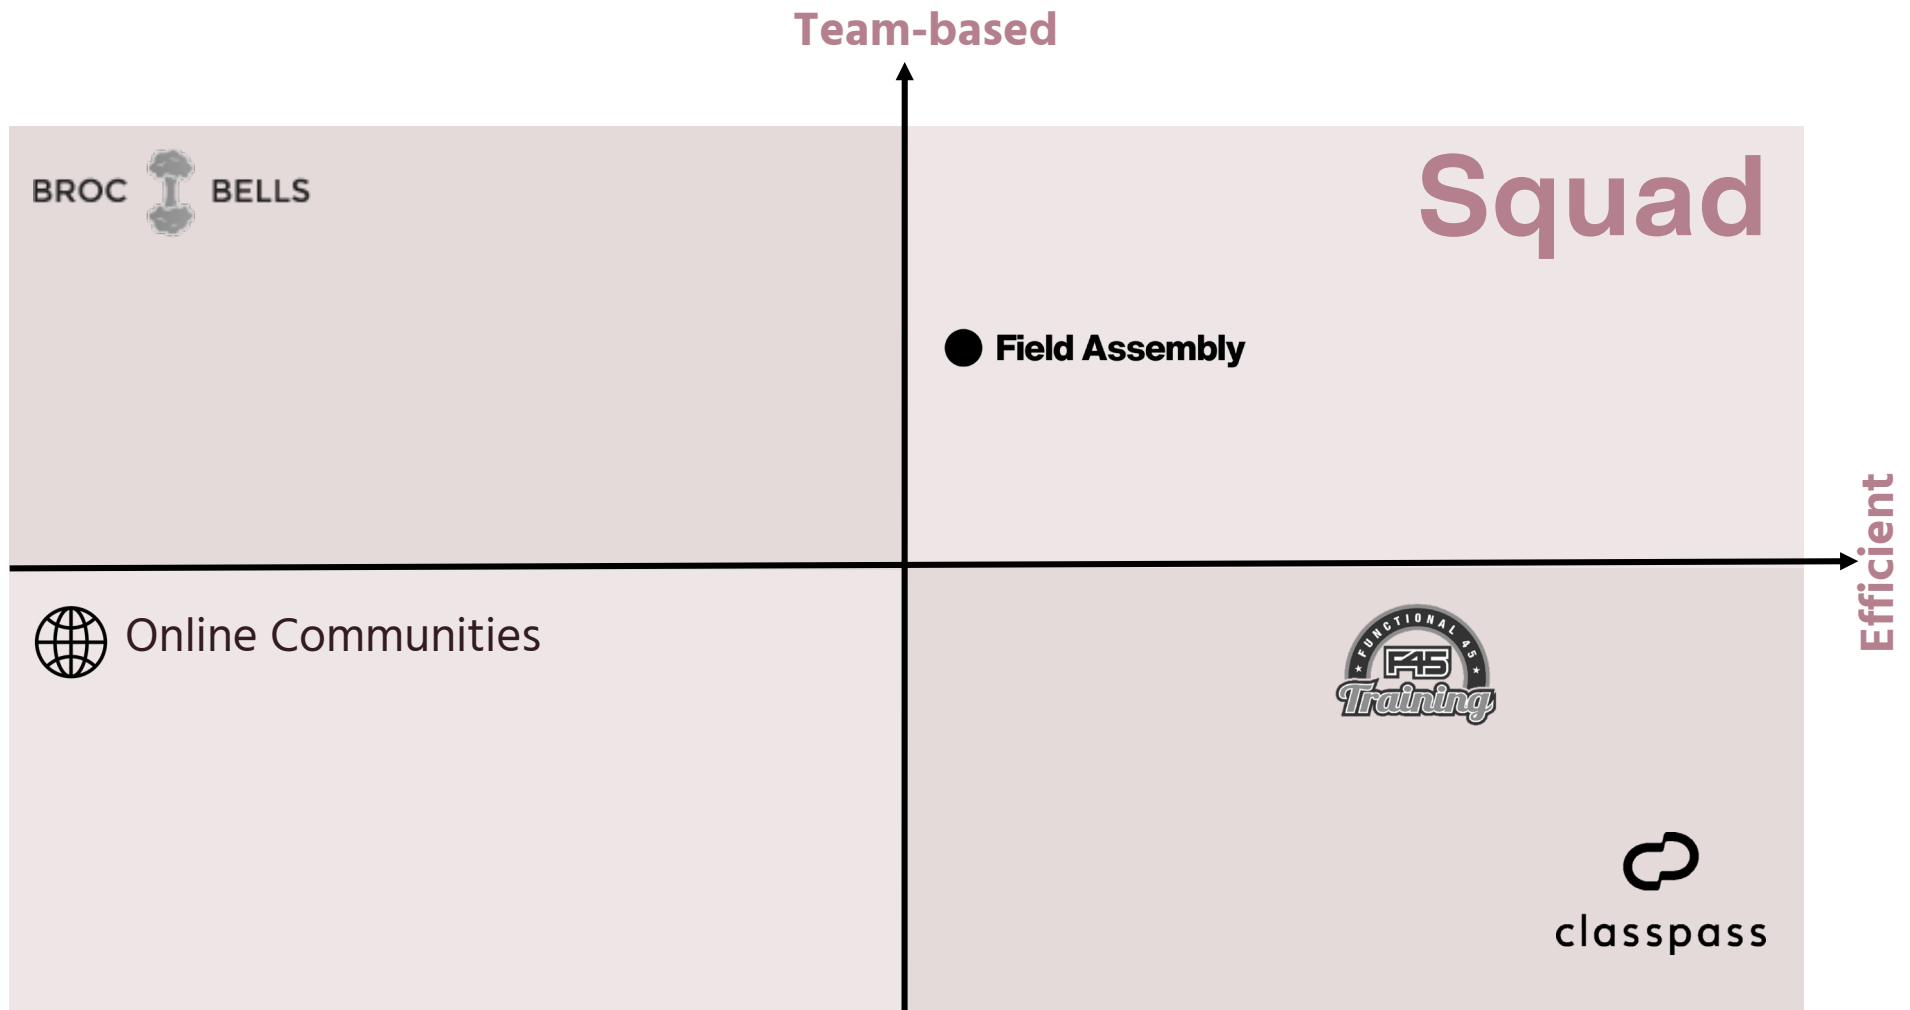 Team-based
BROC BELLS
Squad
Field Assembly
Efficient
Online Communities
FUNCTIONAL 45
F45
Training
classpass